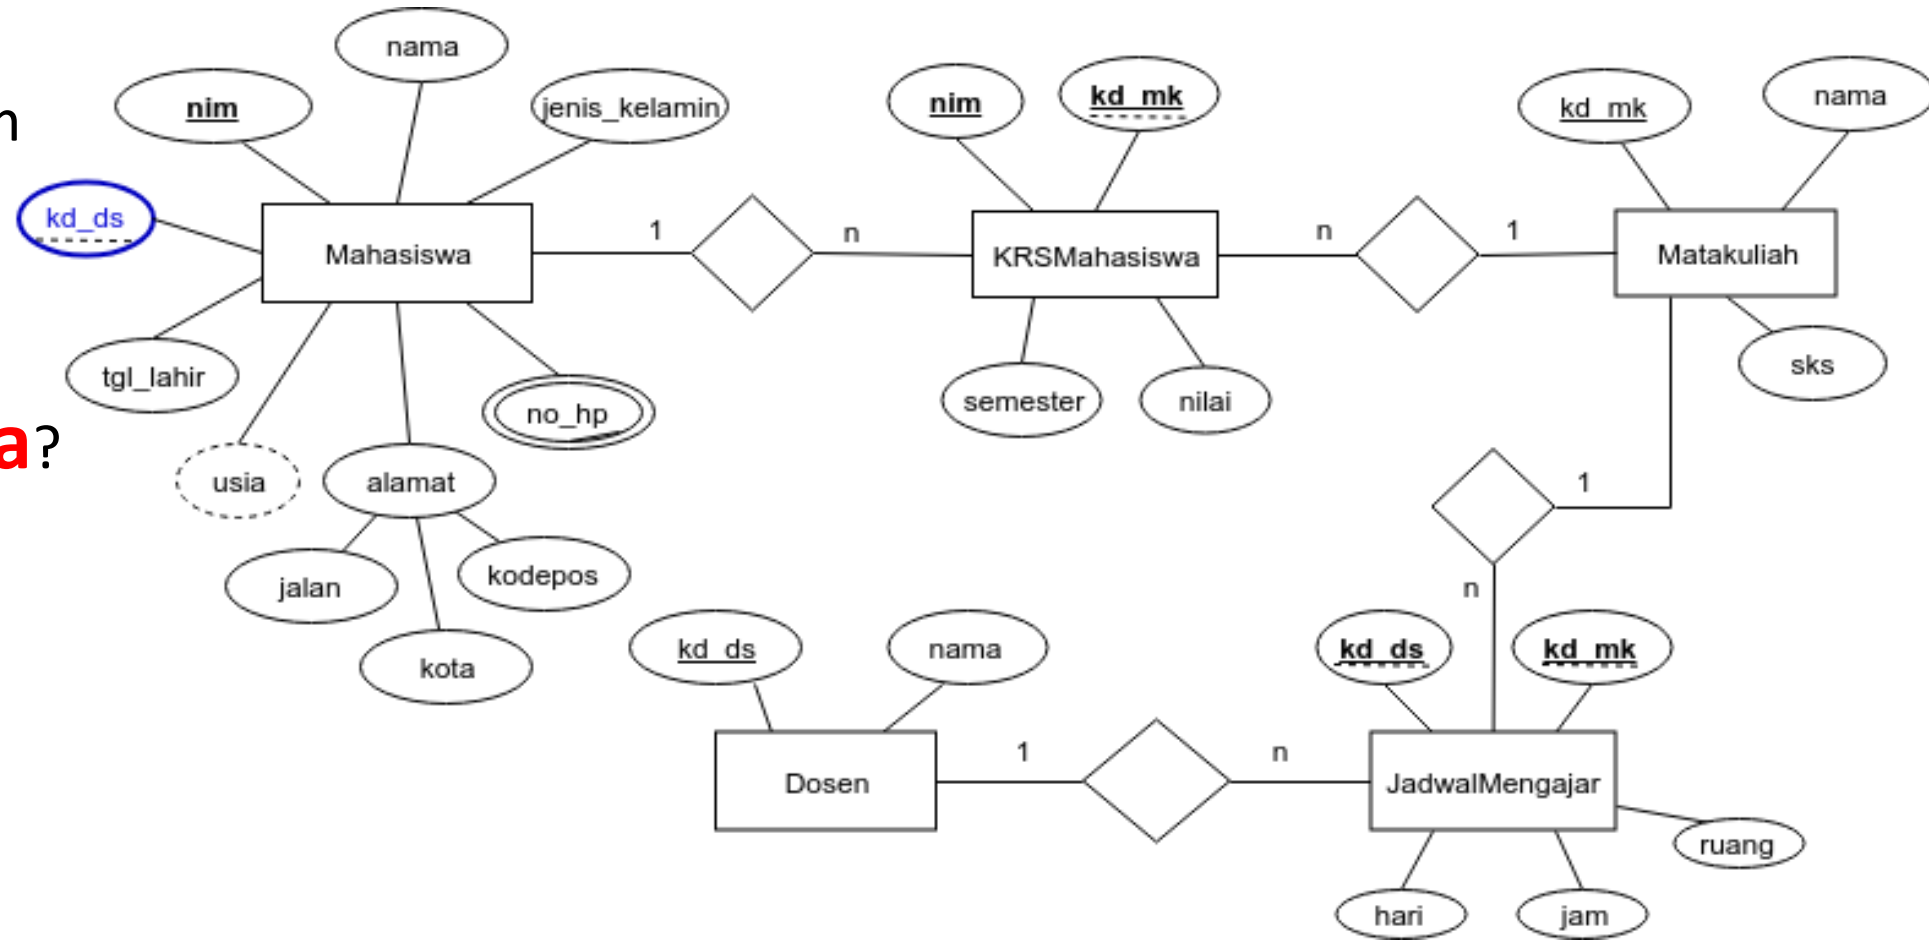 nama
nim
jenis_kelamin
n
kd_ds
Mahasiswa
tgl_lahir
no_hp
a?
usia
alamat
jalan
kodepos
kota
1
n
nim
kd_mk
KRSMahasiswa
semester
nilai
n
1
kd_mk
nama
Matakuliah
sks
1
n
kd_ds
nama
Dosen
1
n
kd_ds
kd_mk
JadwalMengajar
ruang
hari
jam